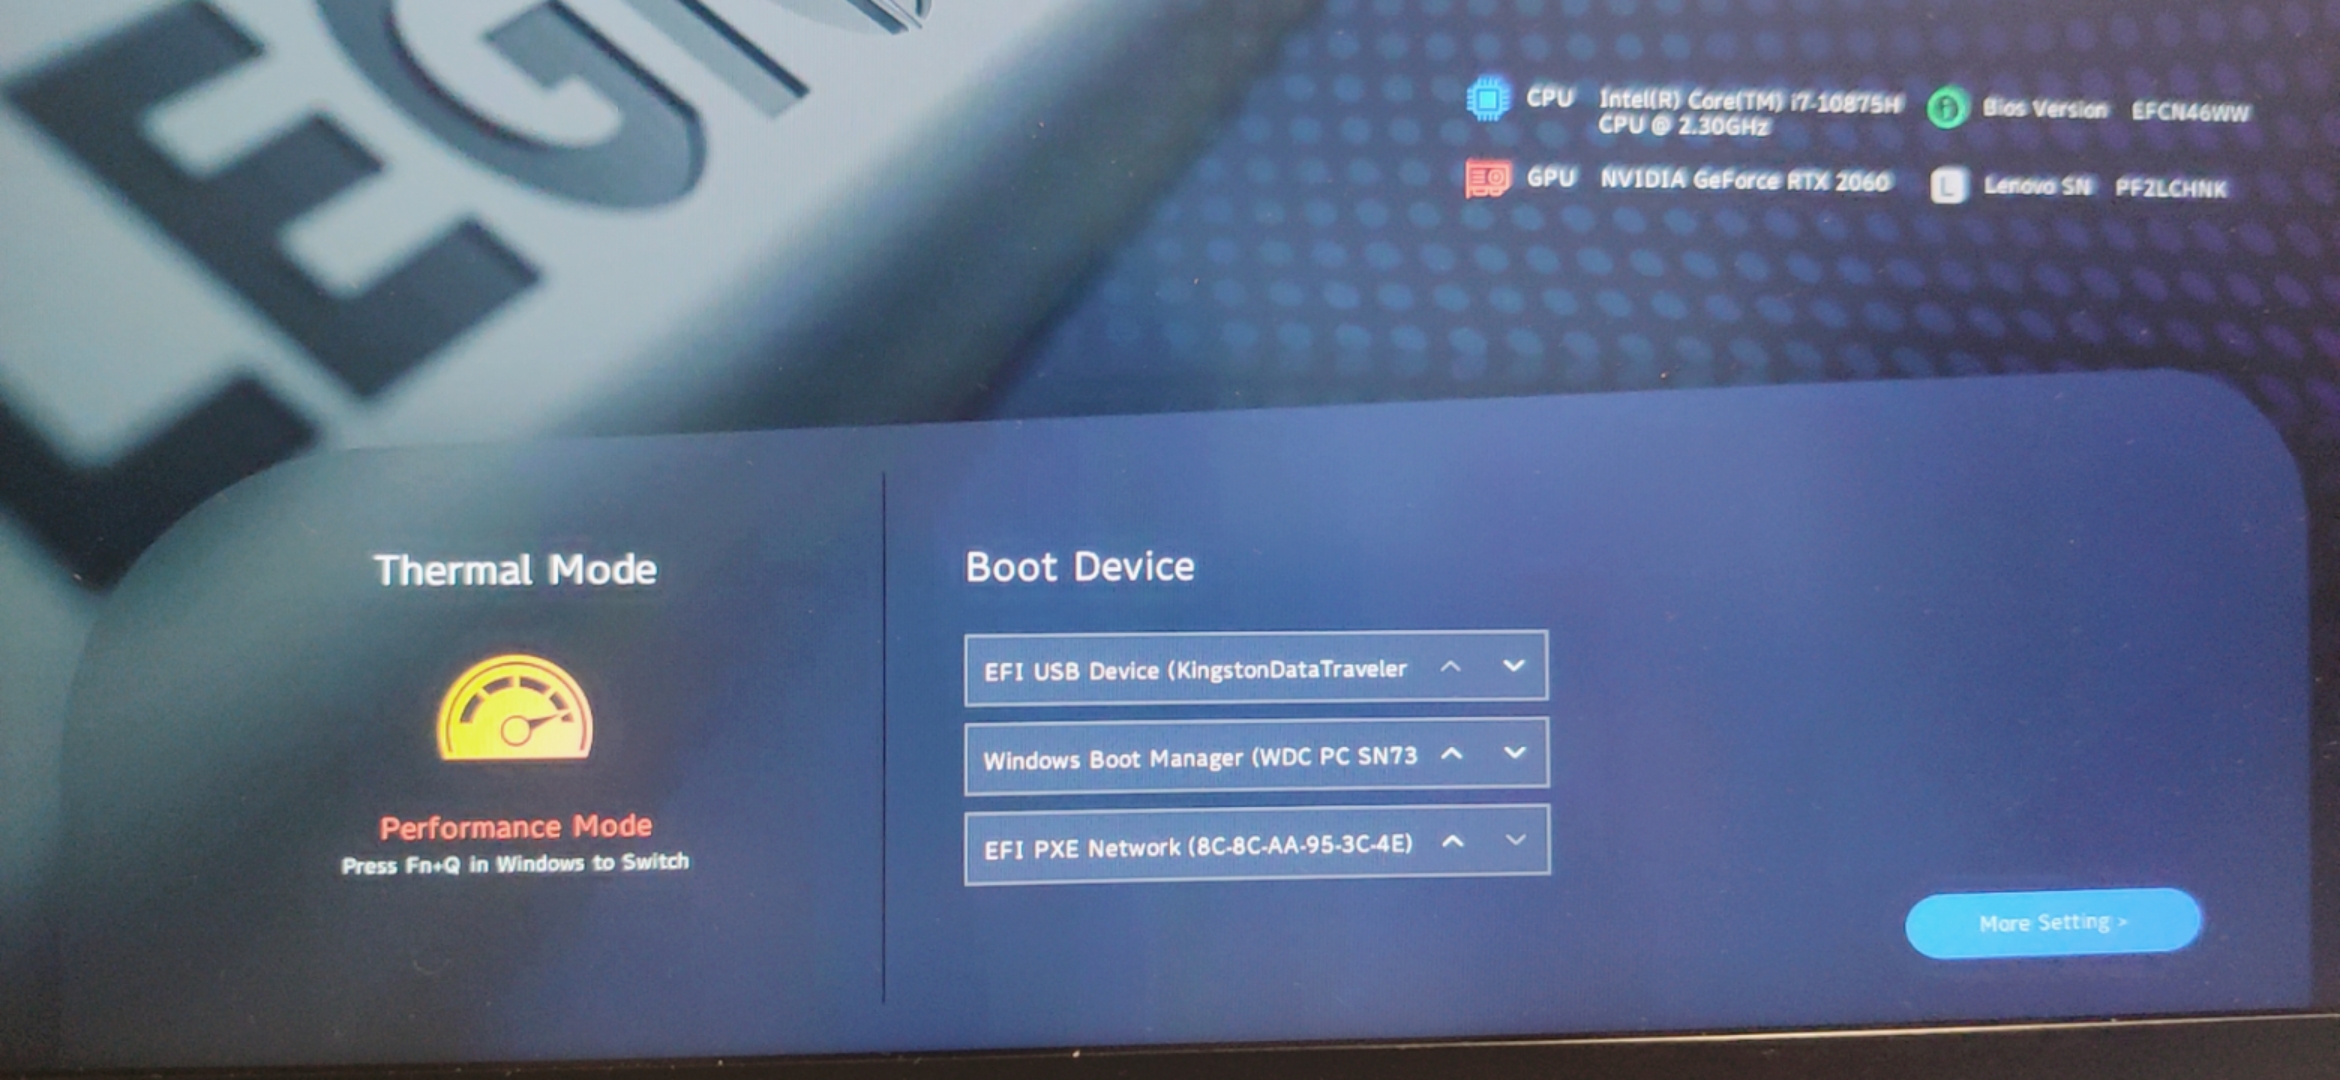 LEGION
CPU Intel(R) Core(TM) i7-10875H
CPU @ 2.30GHz
Bios Version EFCN46WW
GPU NVIDIA GeForce RTX 2060
Lenovo SN PF2LCHNK
Thermal Mode
Performance Mode
Press Fn+Q in Windows to Switch
Boot Device
EFI USB Device (KingstonDataTraveler
Windows Boot Manager (WDC PC SN73
EFI PXE Network (8C-8C-AA-95-3C-4E)
More Setting >